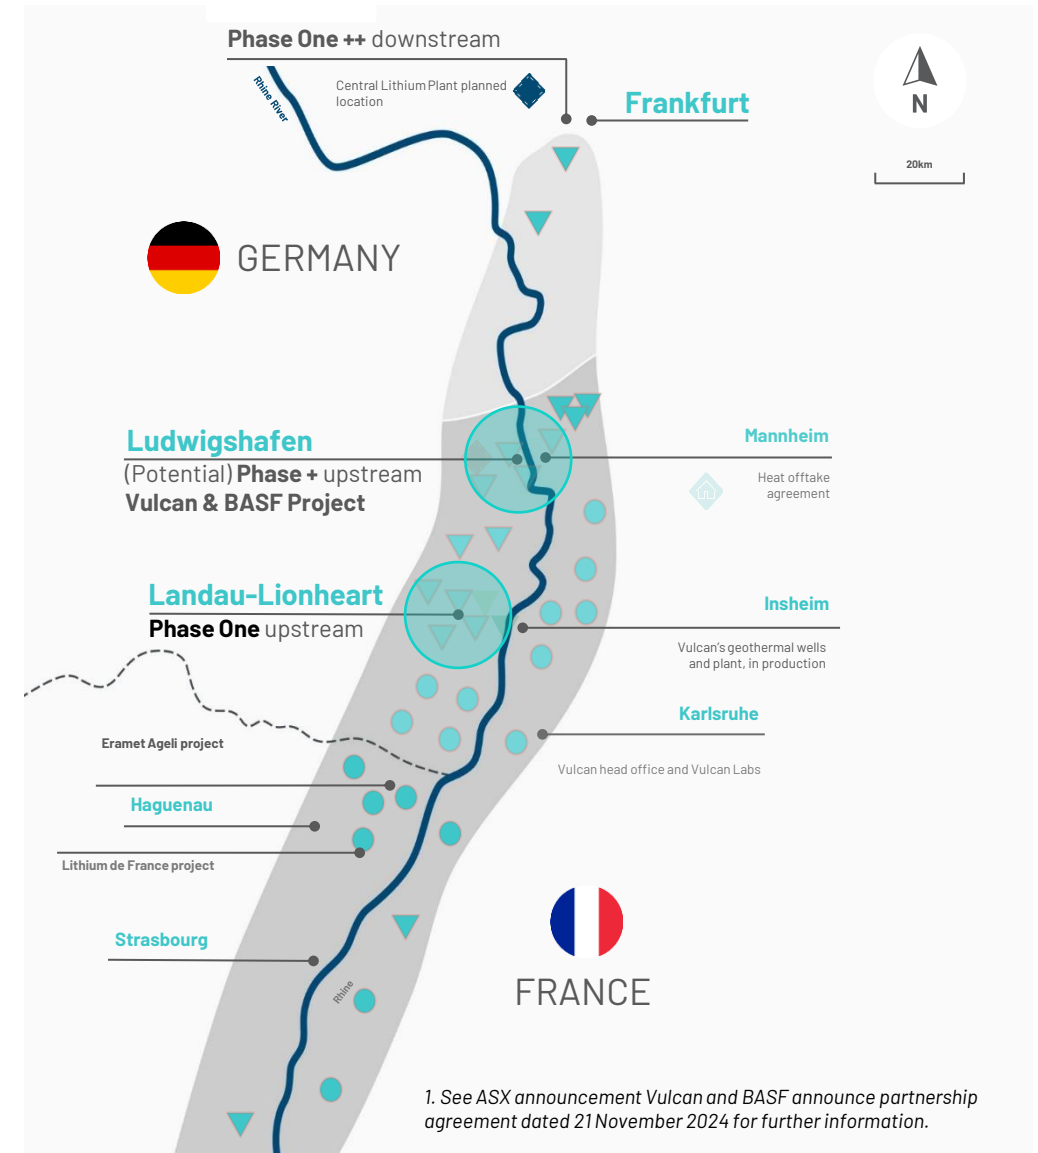 Phase One ++ downstream
Rhine River
Central Lithium Plant planned
location
Frankfurt
N
20km
GERMANY
Ludwigshafen
(Potential) Phase + upstream
Vulcan & BASF Project
Mannheim
Heat offtake
agreement
Landau-Lionheart
Phase One upstream
Insheim
Vulcan's geothermal wells
and plant, in production
Karlsruhe
Vulcan head office and Vulcan Labs
Eramet Ageli project
Haguenau
Lithium de France project
Strasbourg
Rhine
FRANCE
1. See ASX announcement Vulcan and BASF announce partnership
agreement dated 21 November 2024 for further information.